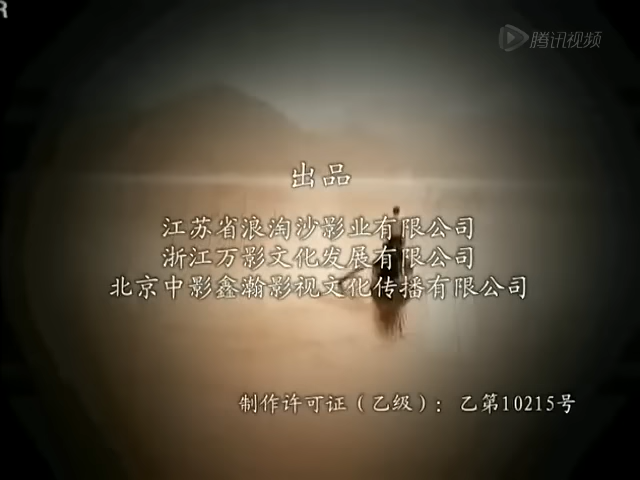 R
腾讯视频
出品
江苏省浪淘沙影业有限公司
浙江万影文化发展有限公司
北京中影鑫瀚影视文化传播有限公司
制作许可证（乙级）：乙第10215号